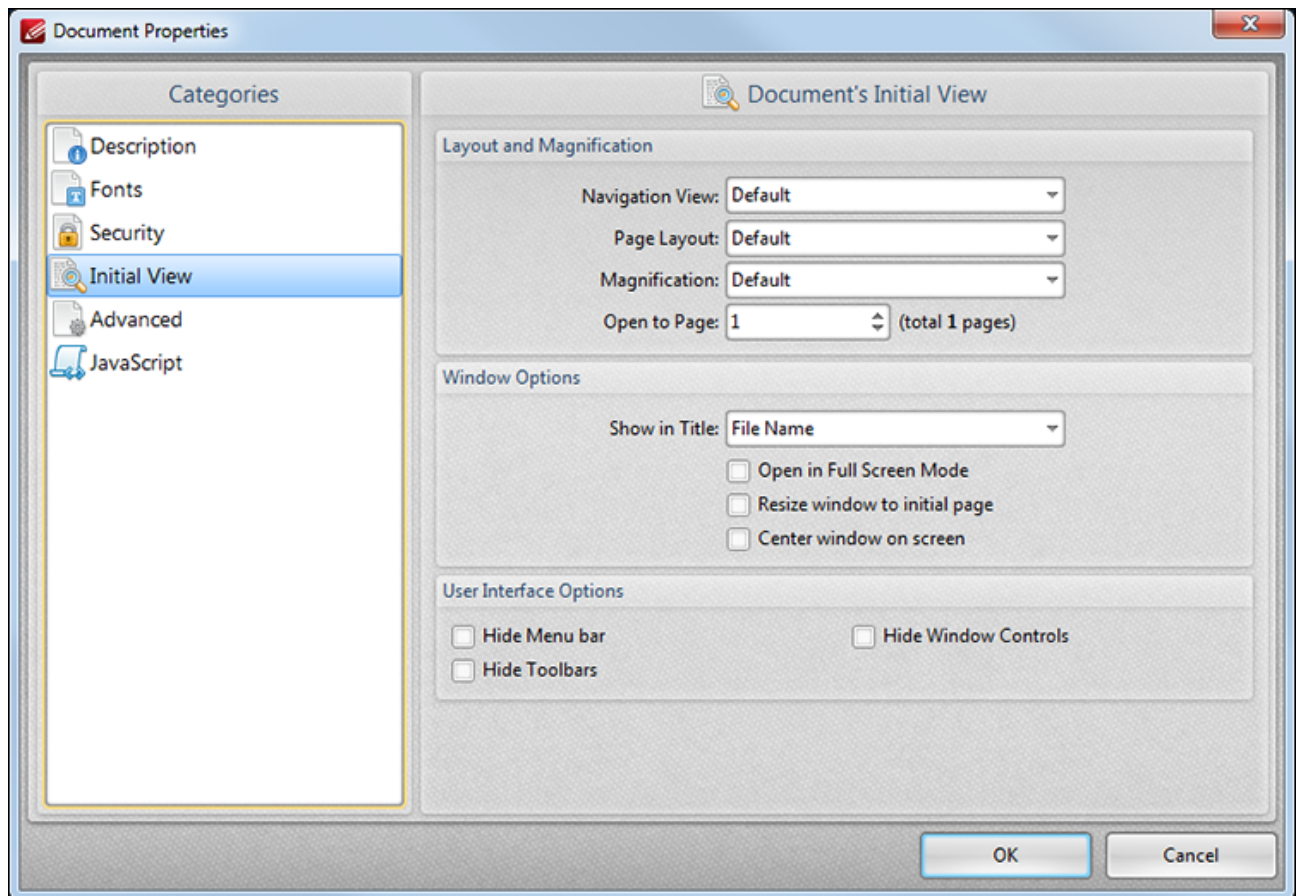 Document Properties
Categories
Description
Fonts
Security
Initial View
Advanced
JavaScript
Document's Initial View
Layout and Magnification
Navigation View: Default
Page Layout: Default
Magnification: Default
Open to Page: 1 (total 1 pages)
Window Options
Show in Title: File Name
Open in Full Screen Mode
Resize window to initial page
Center window on screen
User Interface Options
Hide Menu bar Hide Window Controls
Hide Toolbars
OK Cancel